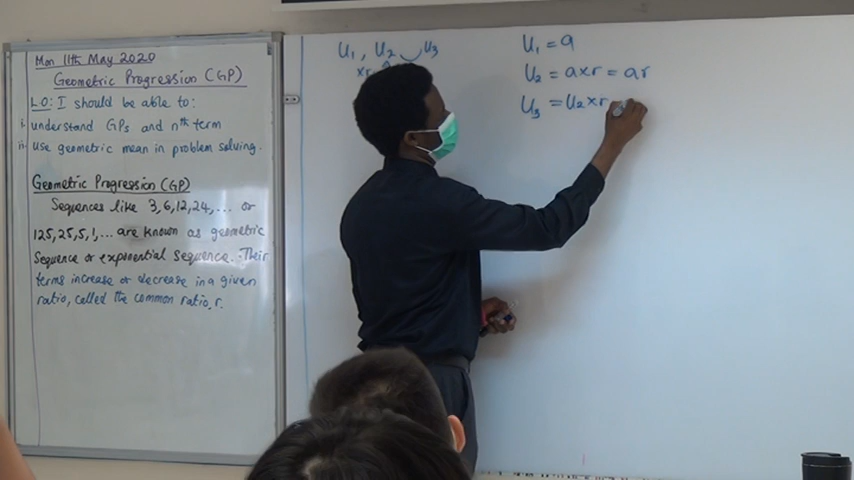 Mon 11th May 2020
Geometric Progression (GP)
L.O: I should be able to:
i. understand GPs and nth term
ii. Use geometric mean in problem solving.
Geometric Progression (GP)
Sequences like 3,6,12,24,... or
125,25,5,1,... are known as geometric
Sequence or exponential sequence. Their
terms increase or decrease in a given
ratio, called the common ratio, r.
U₁, U₂ U₃
xr
U₁ = a
U₂ = axr = ar
U₃ = U₂xr